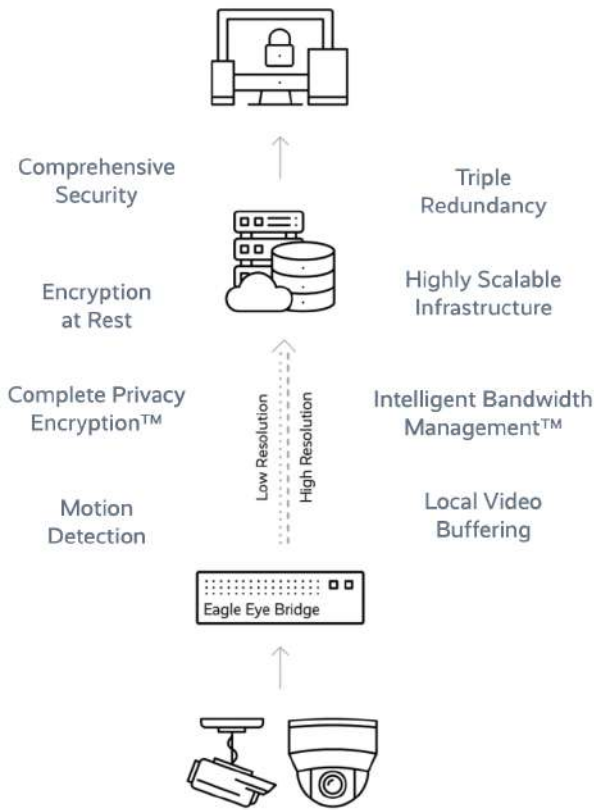 Comprehensive
Security
Triple
Redundancy
Encryption
at Rest
Highly Scalable
Infrastructure
Complete Privacy
Encryption™
Low Resolution
High Resolution
Intelligent Bandwidth
Management™
Motion
Detection
Local Video
Buffering
Eagle Eye Bridge